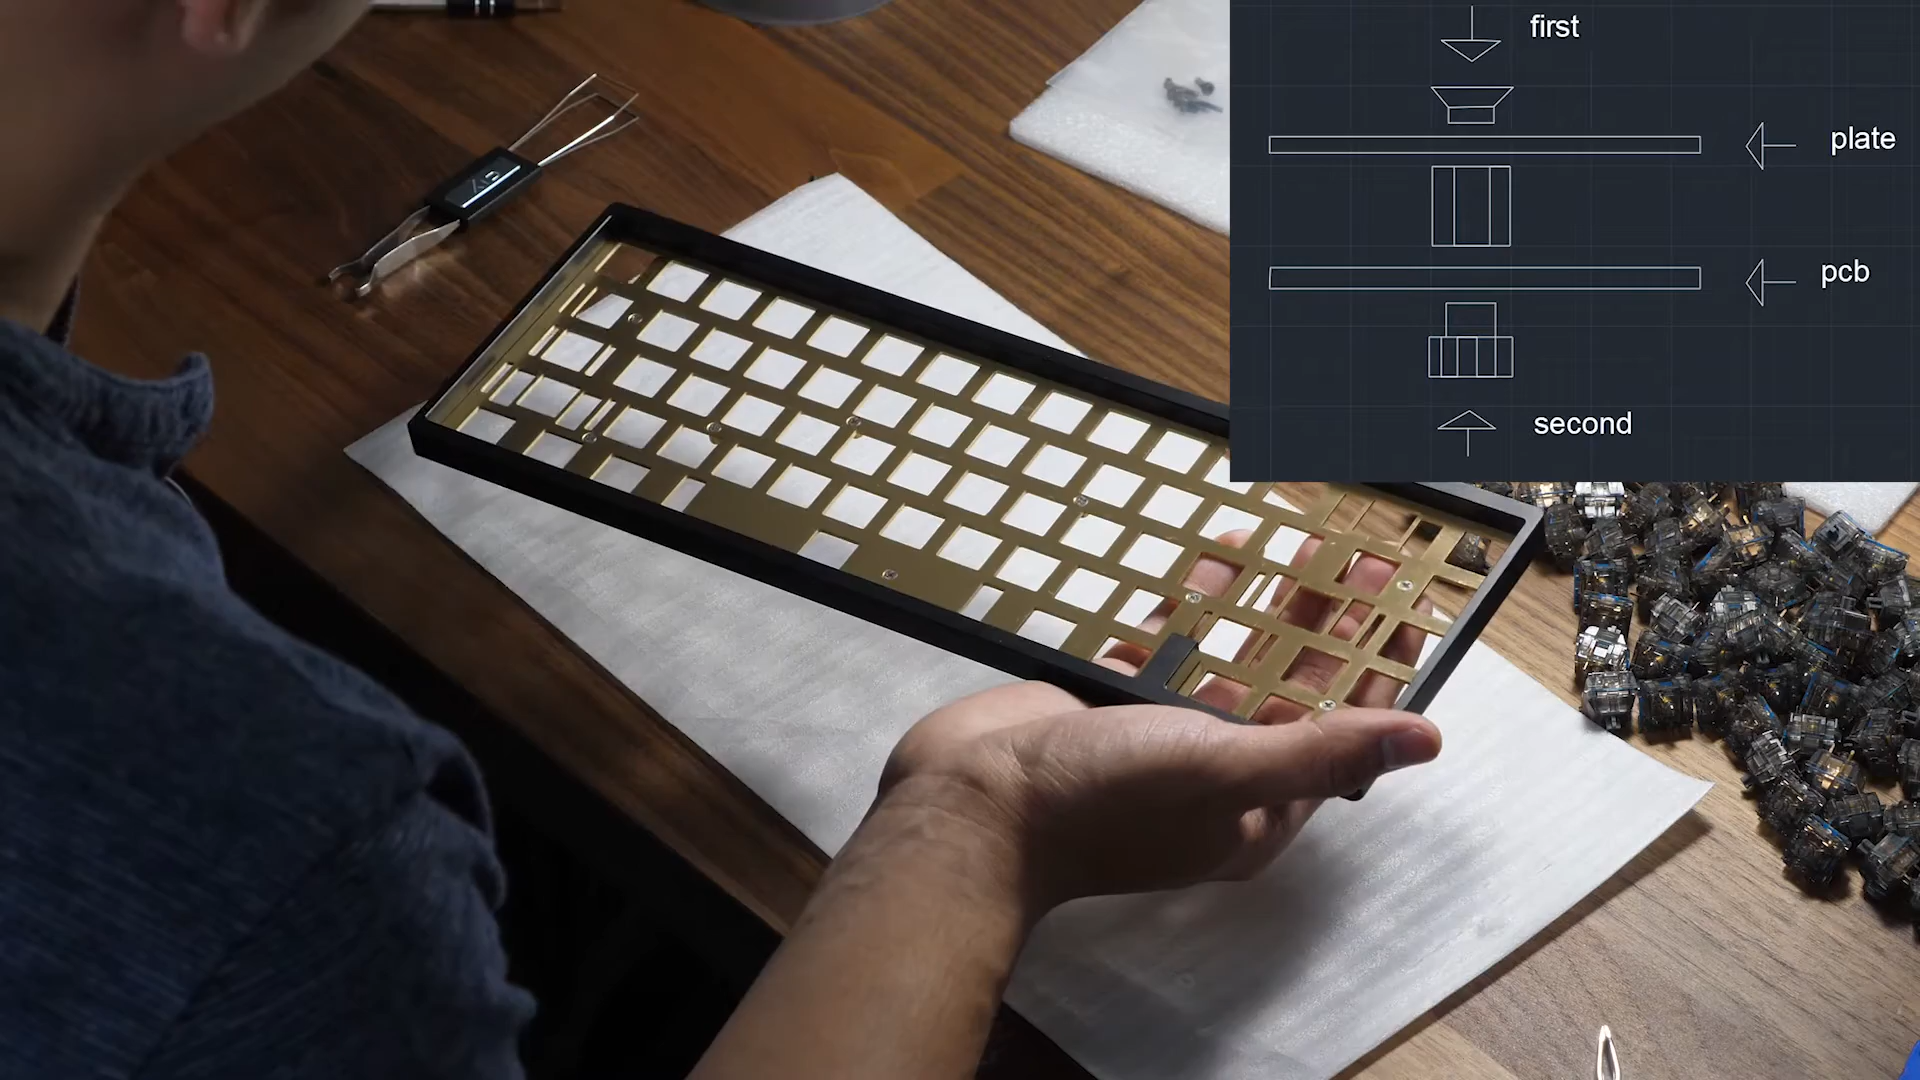 first
plate
pcb
second